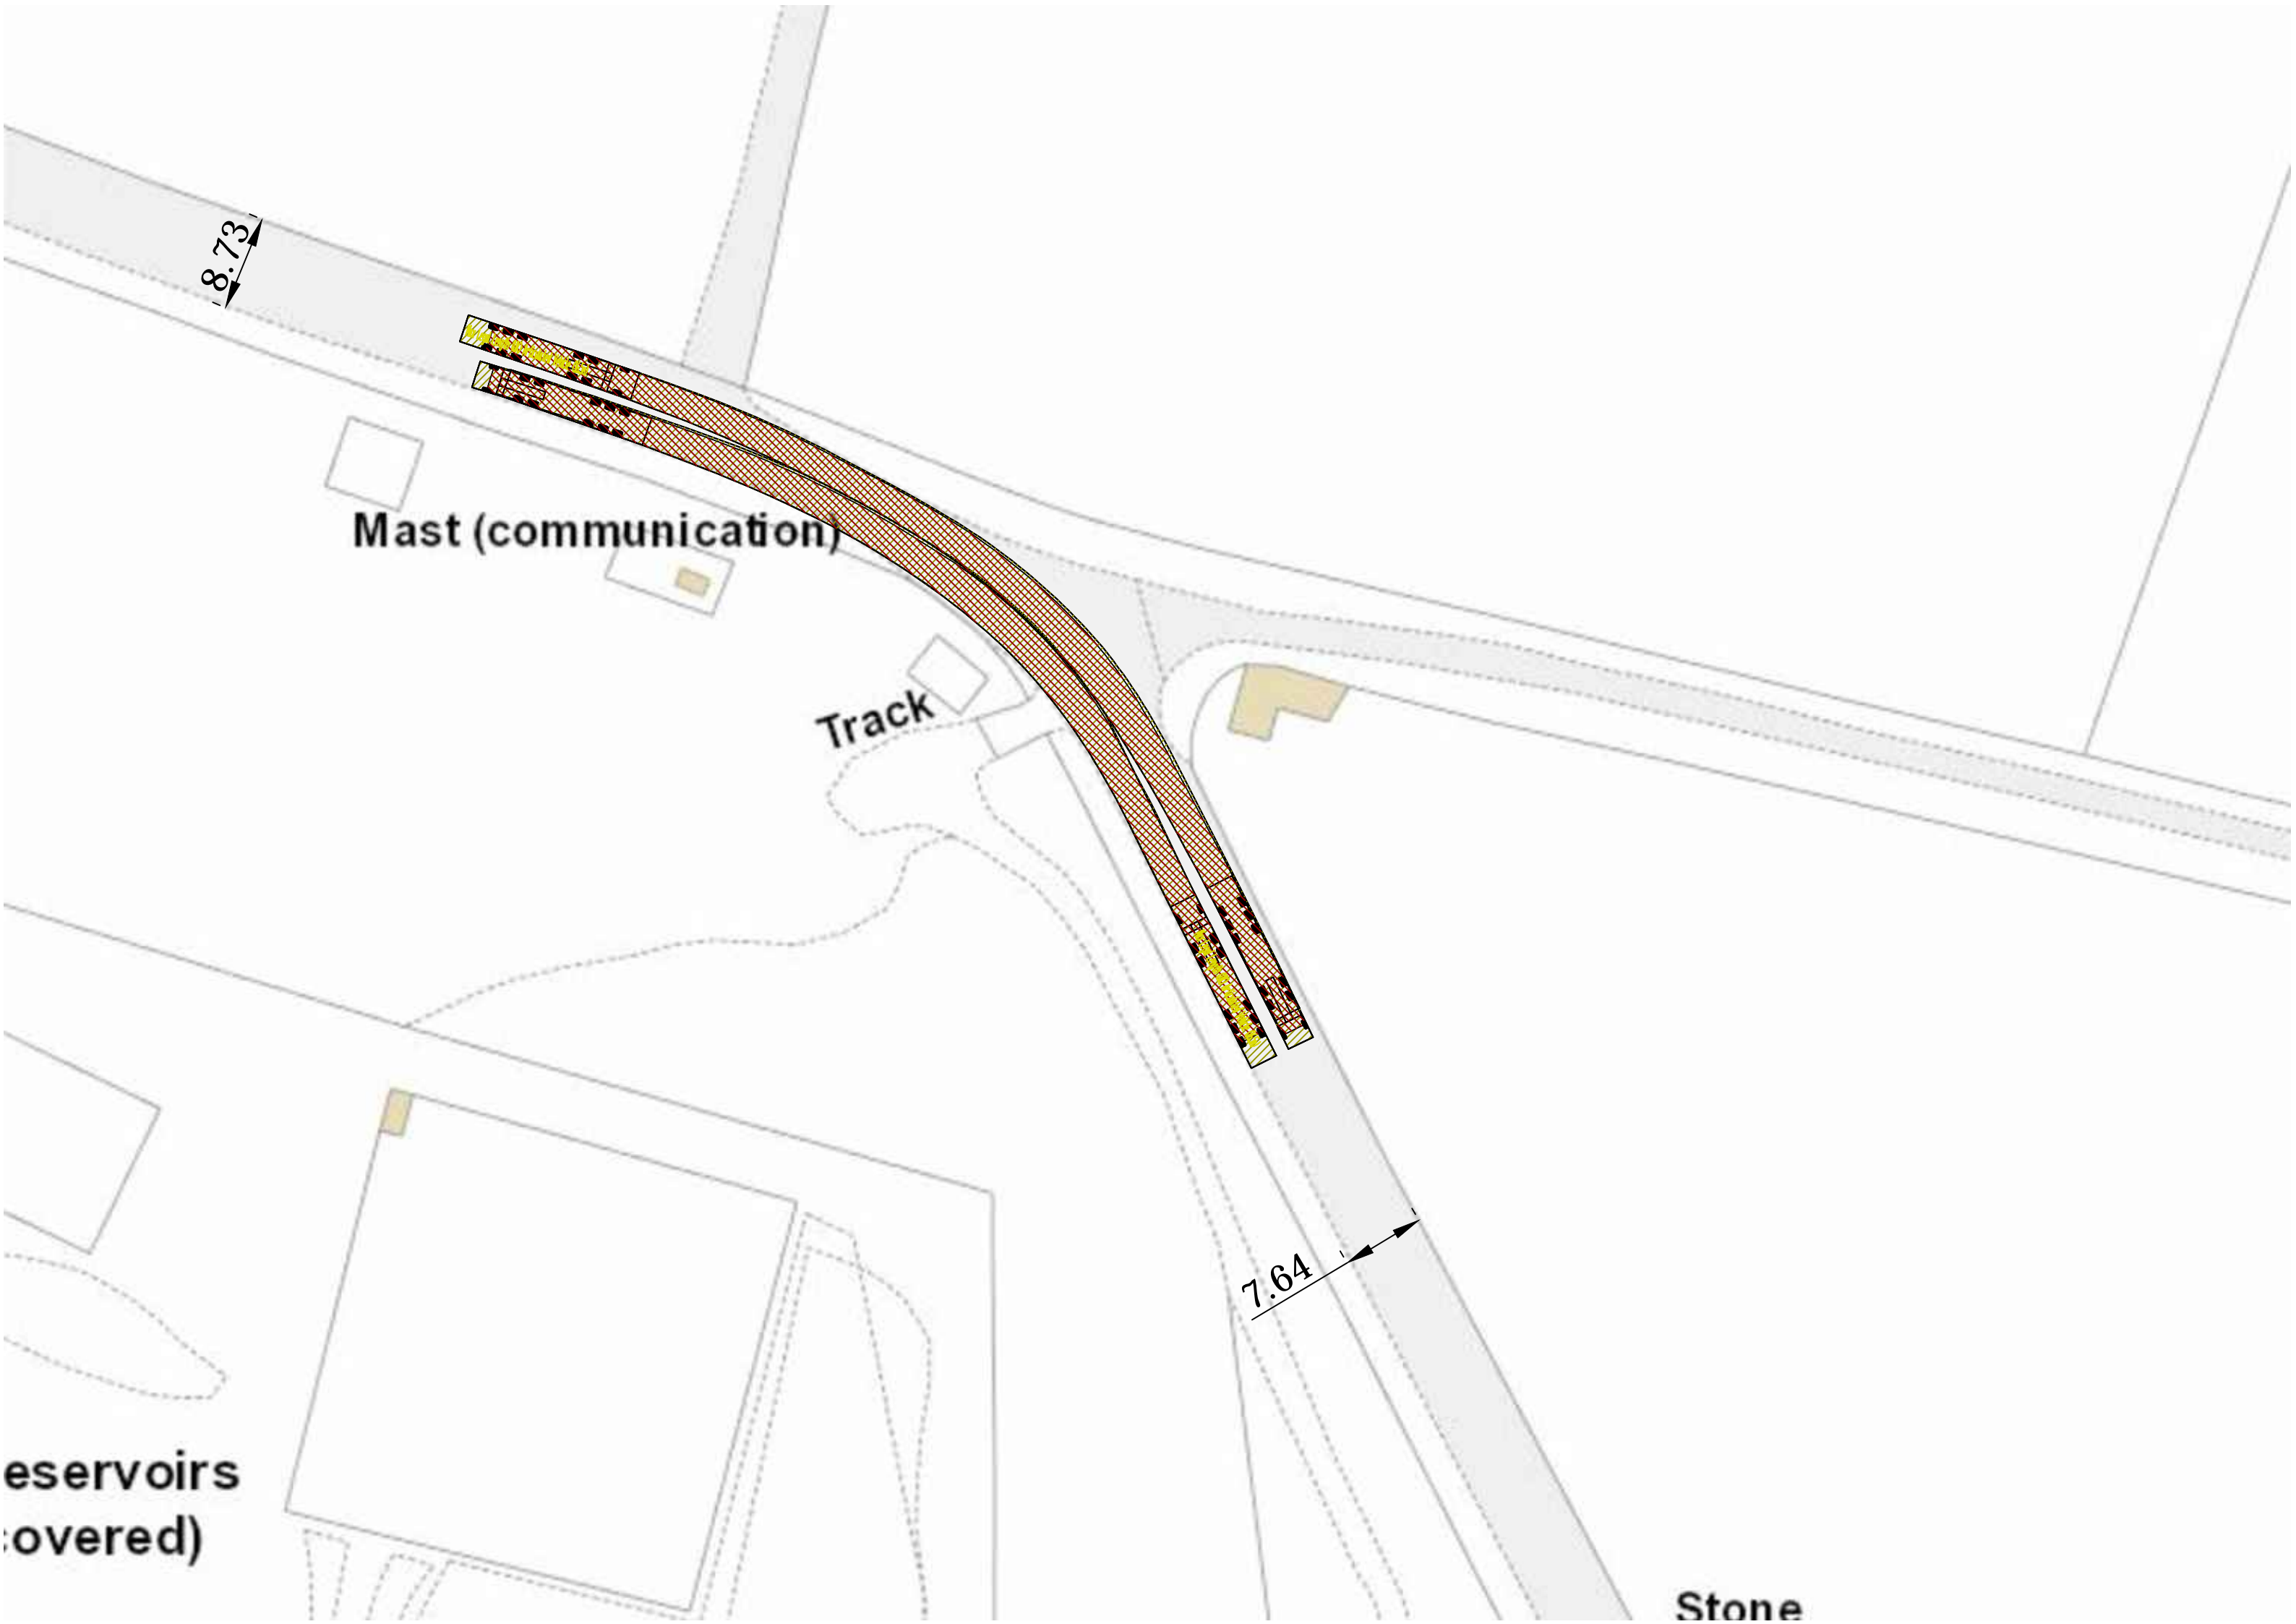 8.73
Mast (communication)
Track
7.64
eservoirs
covered)
Stone